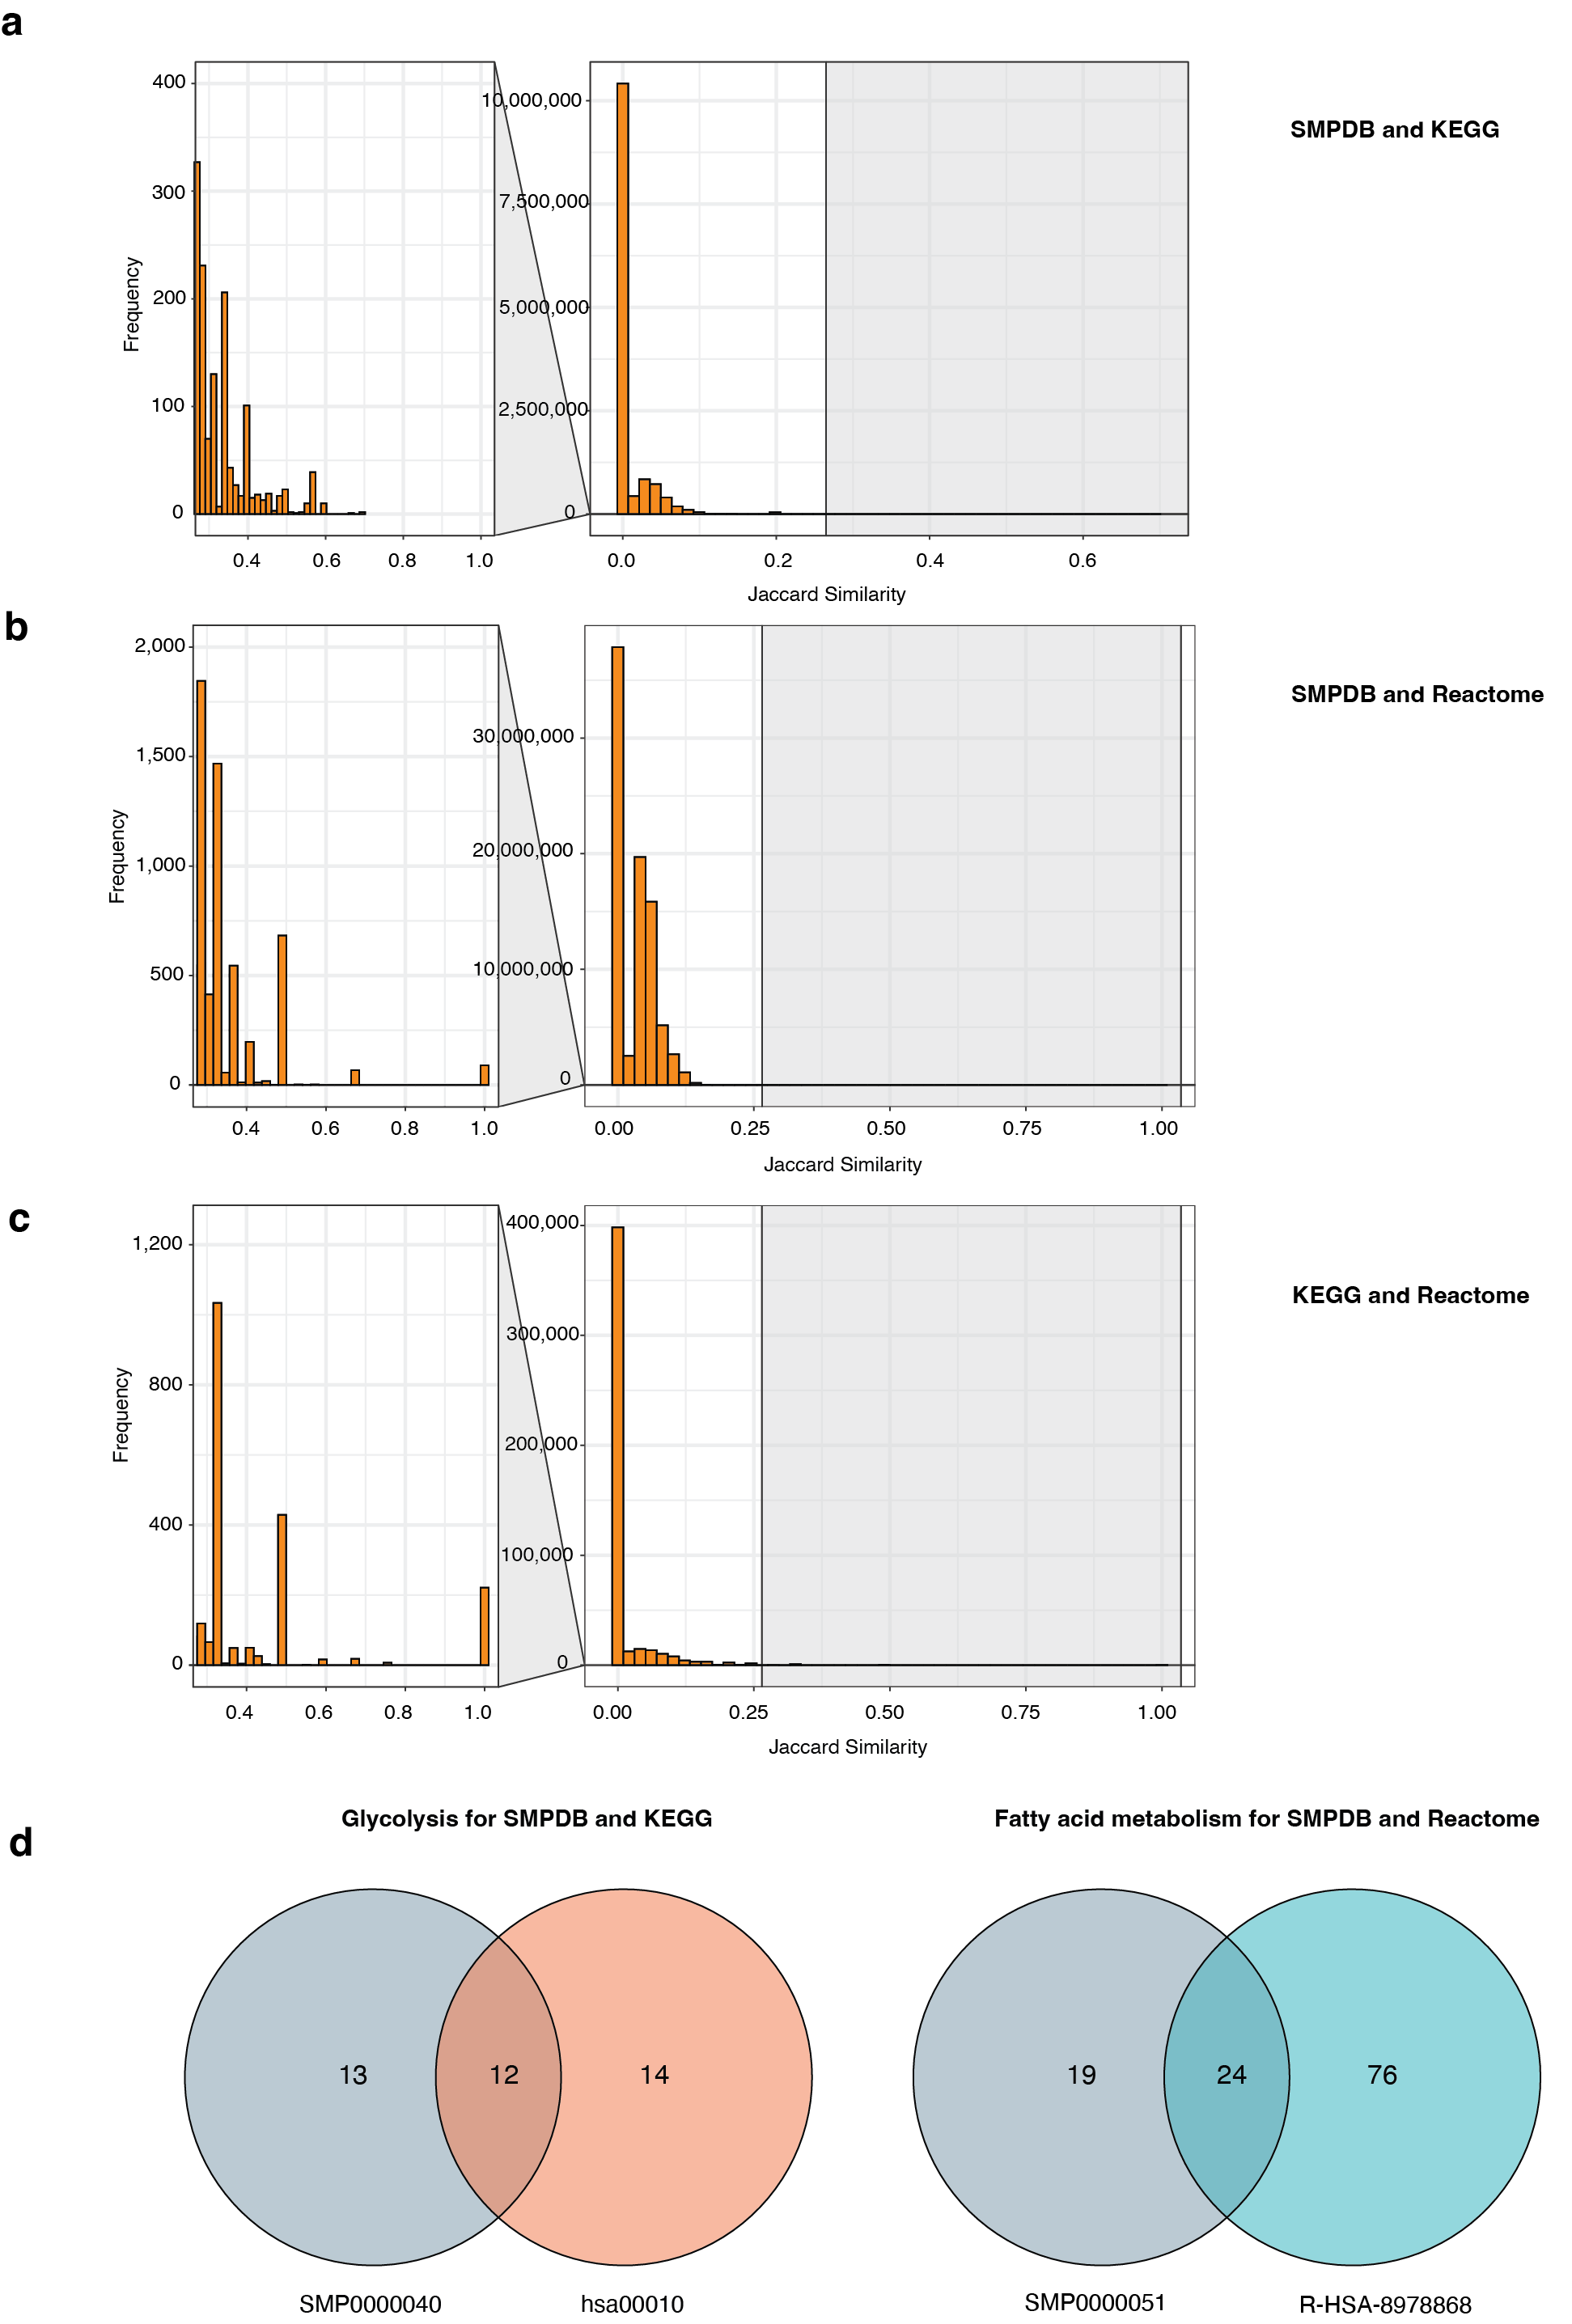 a
400
300
200
100
0
Frequency
0.4 0.6 0.8 1.0
10,000,000
7,500,000
5,000,000
2,500,000
0
0.0 0.2 0.4 0.6
Jaccard Similarity
SMPDB and KEGG
b
2,000
1,500
1,000
500
0
Frequency
0.4 0.6 0.8 1.0
30,000,000
20,000,000
10,000,000
0
0.00 0.25 0.50 0.75 1.00
Jaccard Similarity
SMPDB and Reactome
c
1,200
800
400
0
Frequency
0.4 0.6 0.8 1.0
400,000
300,000
200,000
100,000
0
0.00 0.25 0.50 0.75 1.00
Jaccard Similarity
KEGG and Reactome
d
Glycolysis for SMPDB and KEGG
13 12 14
SMP0000040 hsa00010
Fatty acid metabolism for SMPDB and Reactome
19 24 76
SMP0000051 R-HSA-8978868